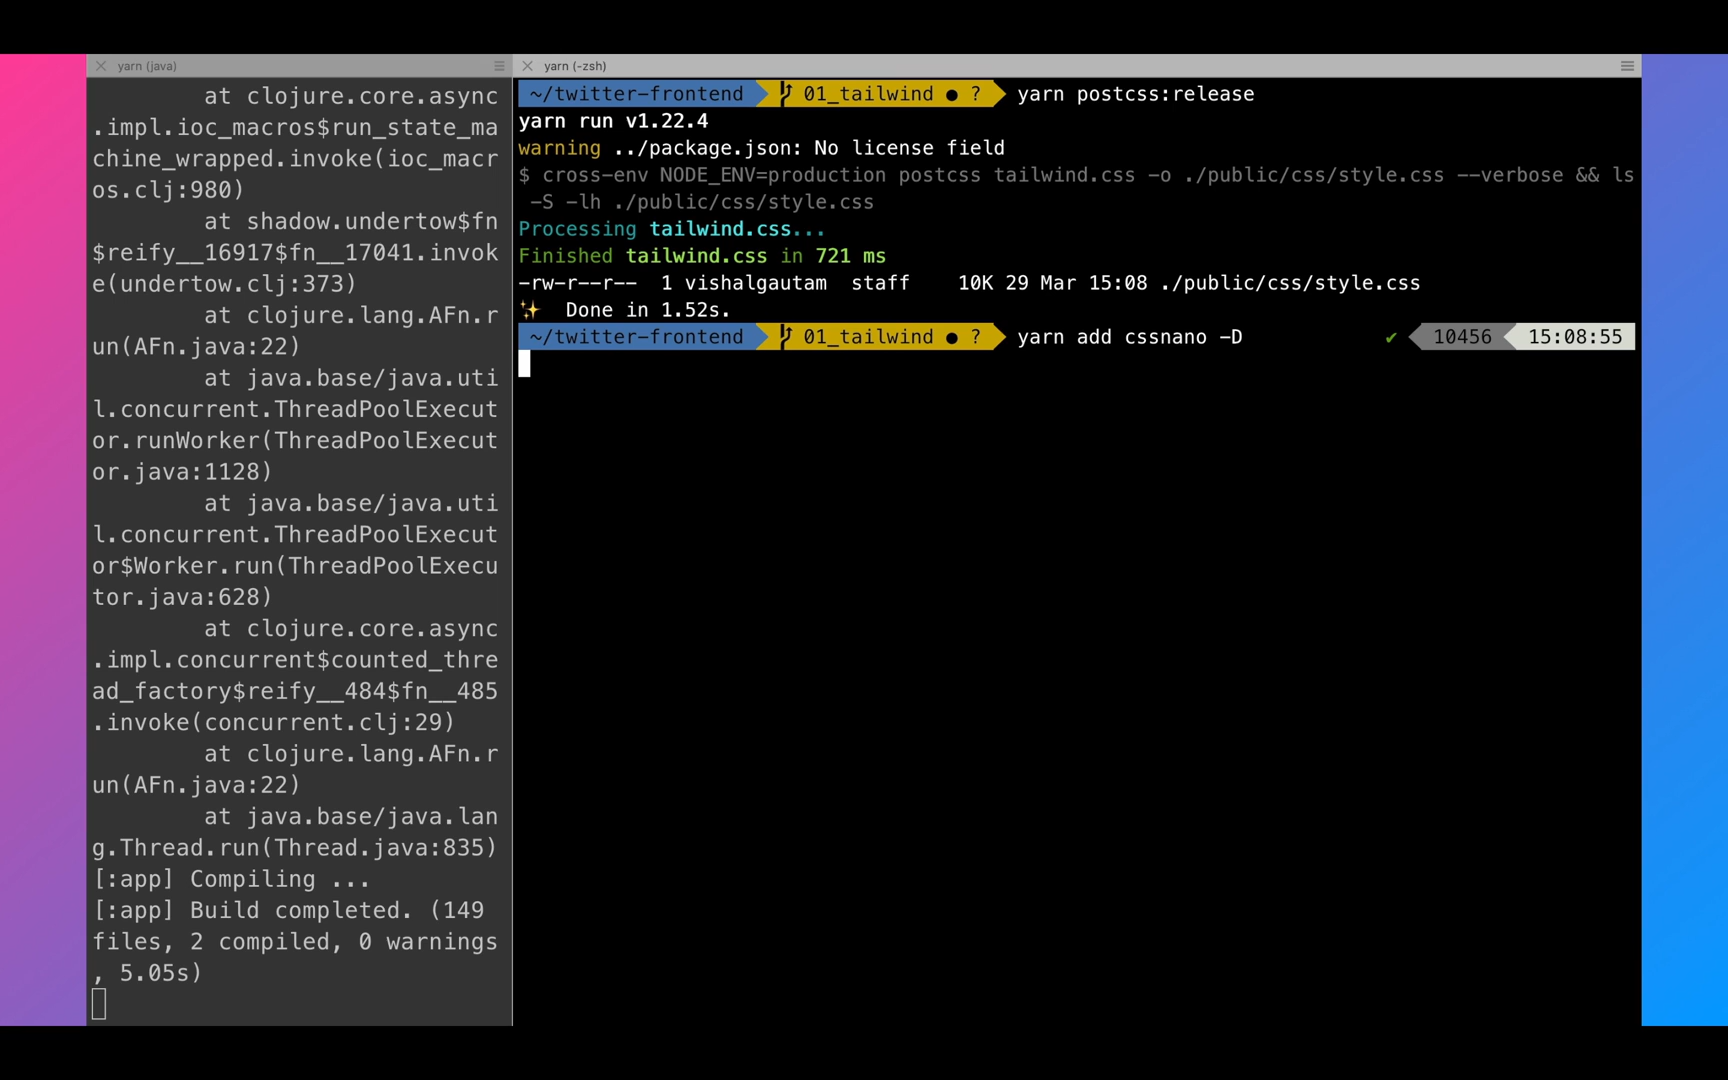 yarn (java)
at clojure.core.async
.impl.ioc_macros$run_state_ma
chine_wrapped.invoke(ioc_macr
os.clj:980)
at shadow.undertow$fn
$reify__16917$fn__17041.invok
e(undertow.clj:373)
at clojure.lang.AFn.r
un(AFn.java:22)
at java.base/java.uti
l.concurrent.ThreadPoolExecut
or.runWorker(ThreadPoolExecut
or.java:1128)
at java.base/java.uti
l.concurrent.ThreadPoolExecut
or$Worker.run(ThreadPoolExecu
tor.java:628)
at clojure.core.async
.impl.concurrent$counted_thre
ad_factory$reify__484$fn__485
.invoke(concurrent.clj:29)
at clojure.lang.AFn.r
un(AFn.java:22)
at java.base/java.lan
g.Thread.run(Thread.java:835)
[:app] Compiling ...
[:app] Build completed. (149
files, 2 compiled, 0 warnings
, 5.05s)
yarn (-zsh)
~/twitter-frontend 01_tailwind ● ? yarn postcss:release
yarn run v1.22.4
warning ../package.json: No license field
$ cross-env NODE_ENV=production postcss tailwind.css -o ./public/css/style.css --verbose && ls
-S -lh ./public/css/style.css
Processing tailwind.css...
Finished tailwind.css in 721 ms
-rw-r--r-- 1 vishalgautam staff 10K 29 Mar 15:08 ./public/css/style.css
✨ Done in 1.52s.
~/twitter-frontend 01_tailwind ● ? yarn add cssnano -D ✔ 10456 15:08:55